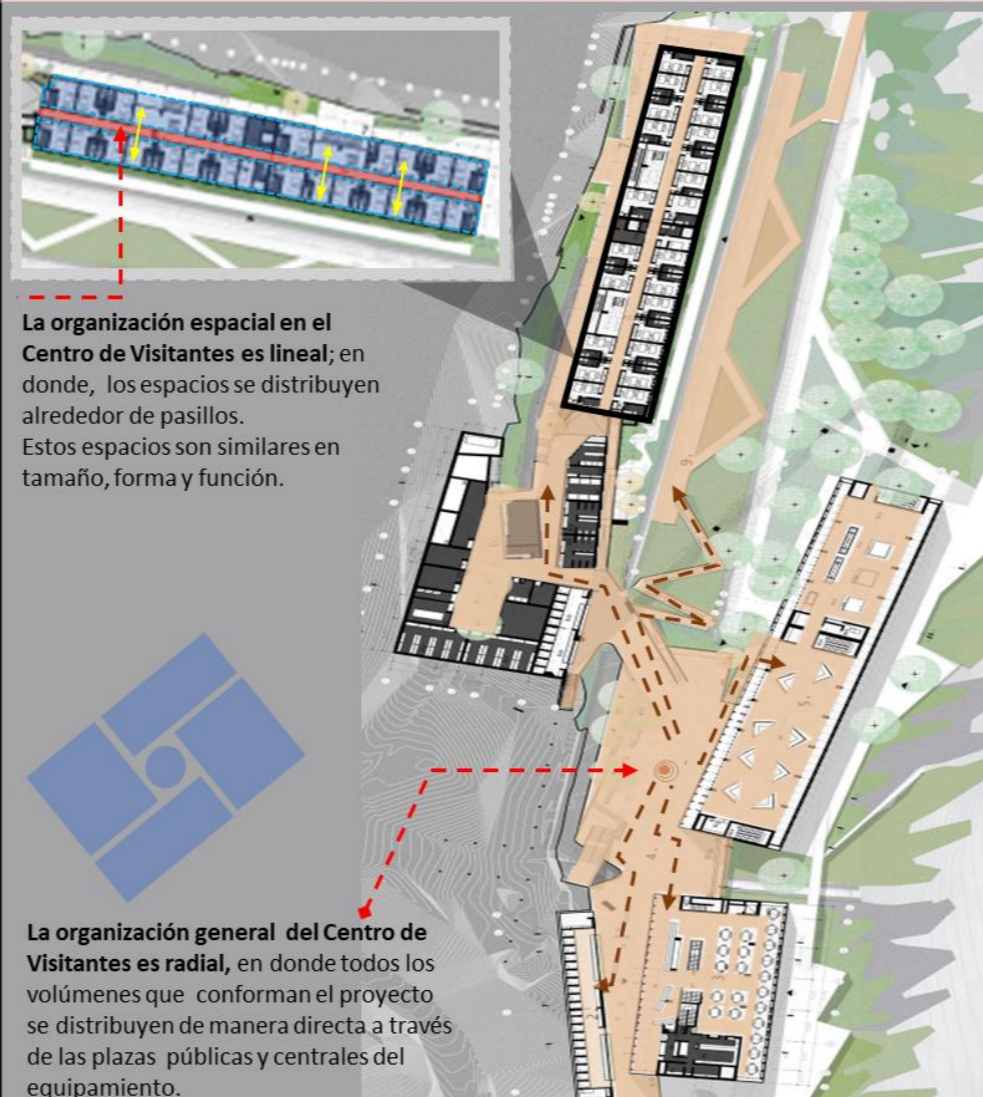 La organización espacial en el
Centro de Visitantes es lineal; en
donde, los espacios se distribuyen
alrededor de pasillos.
Estos espacios son similares en
tamaño, forma y función.
La organización general del Centro de
Visitantes es radial, en donde todos los
volúmenes que conforman el proyecto
se distribuyen de manera directa a través
de las plazas públicas y centrales del
equipamiento.